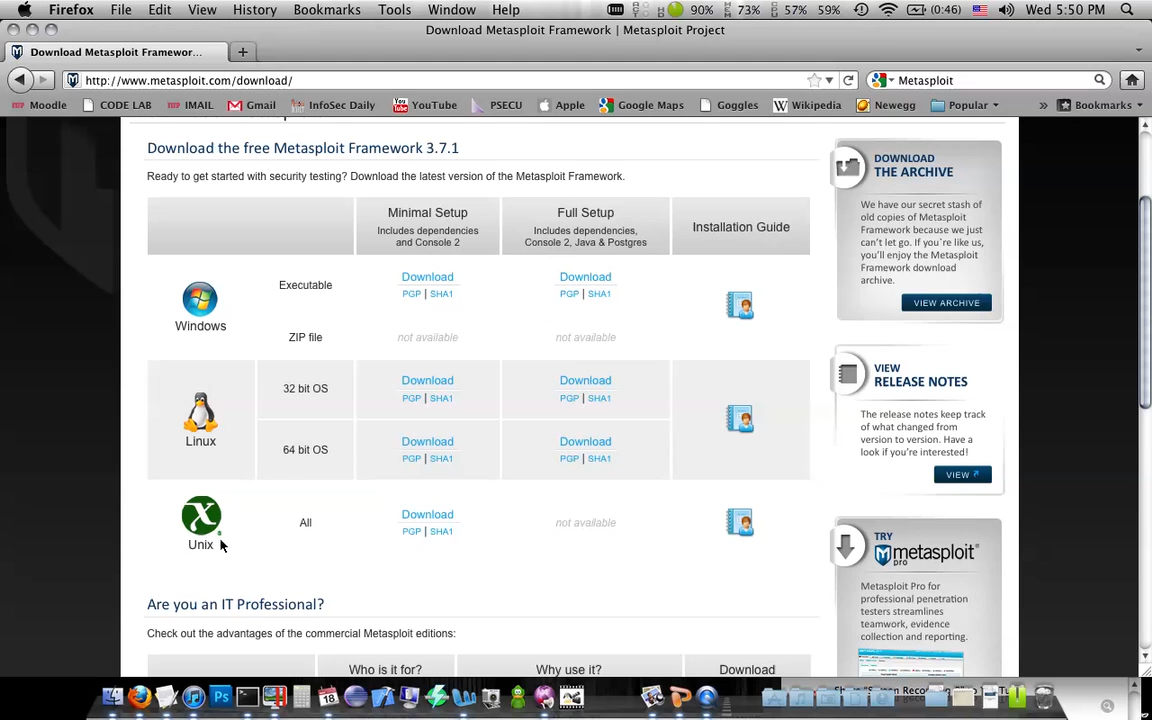 Firefox File Edit View History Bookmarks Tools Window Help 90% 73% 57% 59% (0:46) Wed 5:50 PM
Download Metasploit Framework | Metasploit Project
Download Metasploit Framewor...
http://www.metasploit.com/download/ Metasploit
Moodle CODE LAB IMAIL Gmail InfoSec Daily YouTube PSECU Apple Google Maps Goggles Wikipedia Newegg Popular Bookmarks
Download the free Metasploit Framework 3.7.1
Ready to get started with security testing? Download the latest version of the Metasploit Framework.
Minimal Setup
Includes dependencies
and Console 2
Full Setup
Includes dependencies,
Console 2, Java & Postgres
Installation Guide
Windows
Executable
Download
PGP | SHA1
Download
PGP | SHA1
ZIP file
not available
not available
Linux
32 bit OS
Download
PGP | SHA1
Download
PGP | SHA1
64 bit OS
Download
PGP | SHA1
Download
PGP | SHA1
Unix
All
Download
PGP | SHA1
not available
Are you an IT Professional?
Check out the advantages of the commercial Metasploit editions:
Who is it for? Why use it? Download
DOWNLOAD
THE ARCHIVE
We have our secret stash of
old copies of Metasploit
Framework because we just
can't let go. If you're like us,
you'll enjoy the Metasploit
Framework download
archive.
VIEW ARCHIVE
VIEW
RELEASE NOTES
The release notes keep track
of what changed from
version to version. Have a
look if you're interested!
VIEW
TRY
metasploit
pro
Metasploit Pro for
professional penetration
testers streamlines
teamwork, evidence
collection and reporting.